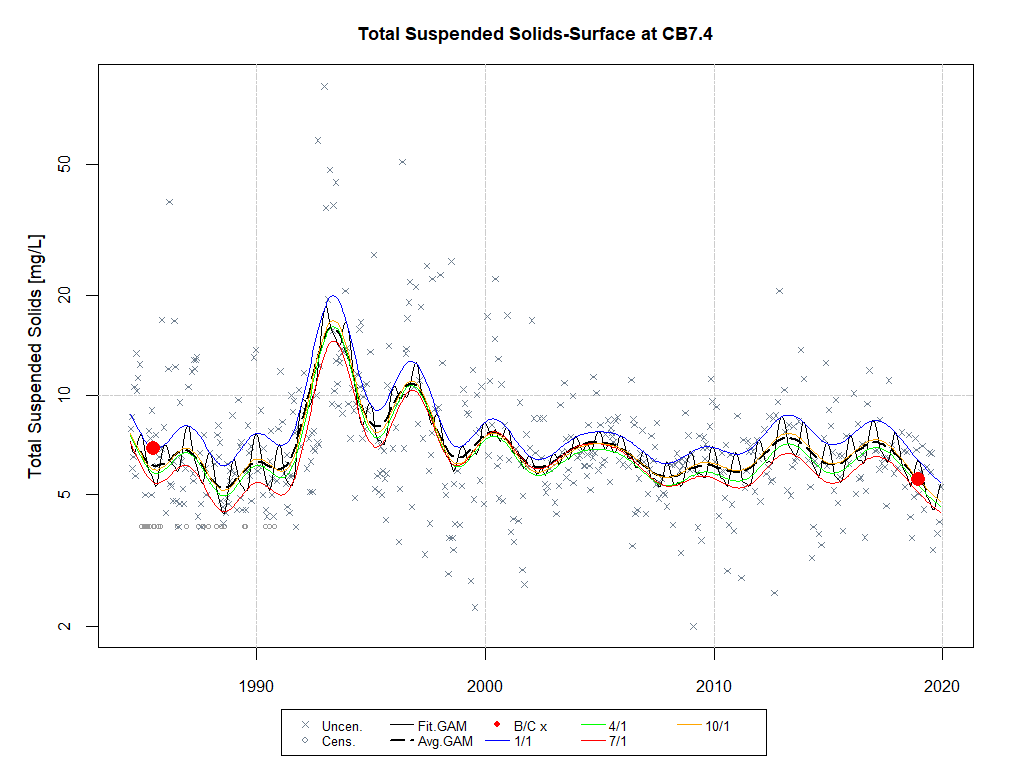 Total Suspended Solids-Surface at CB7.4
Total Suspended Solids [mg/L]
50
20
10
5
2
1990 2000 2010 2020
Uncen. Fit.GAM B/C x 4/1 10/1
Cens. Avg.GAM 1/1 7/1